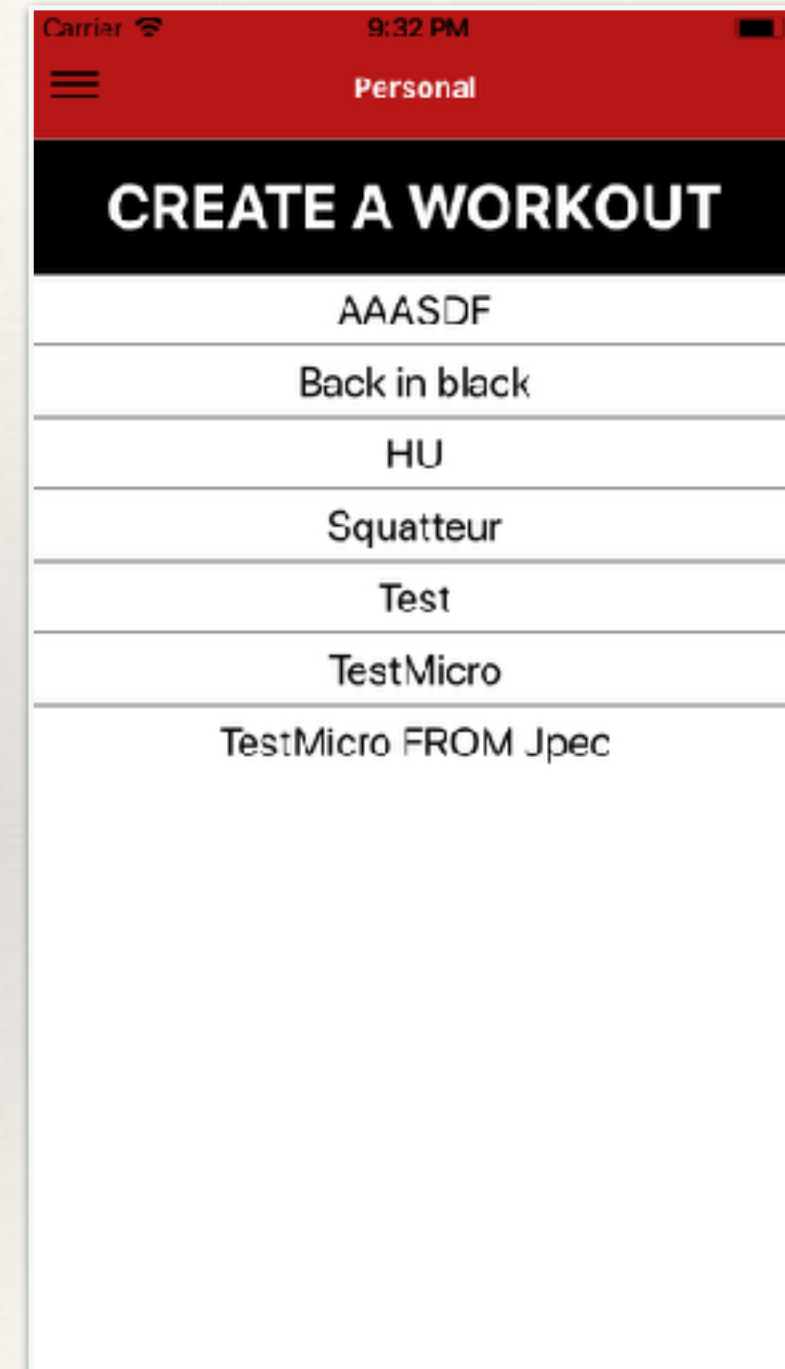 Carrier 9:32 PM
Personal
CREATE A WORKOUT
AAASDF
Back in black
HU
Squatteur
Test
TestMicro
TestMicro FROM Jpec